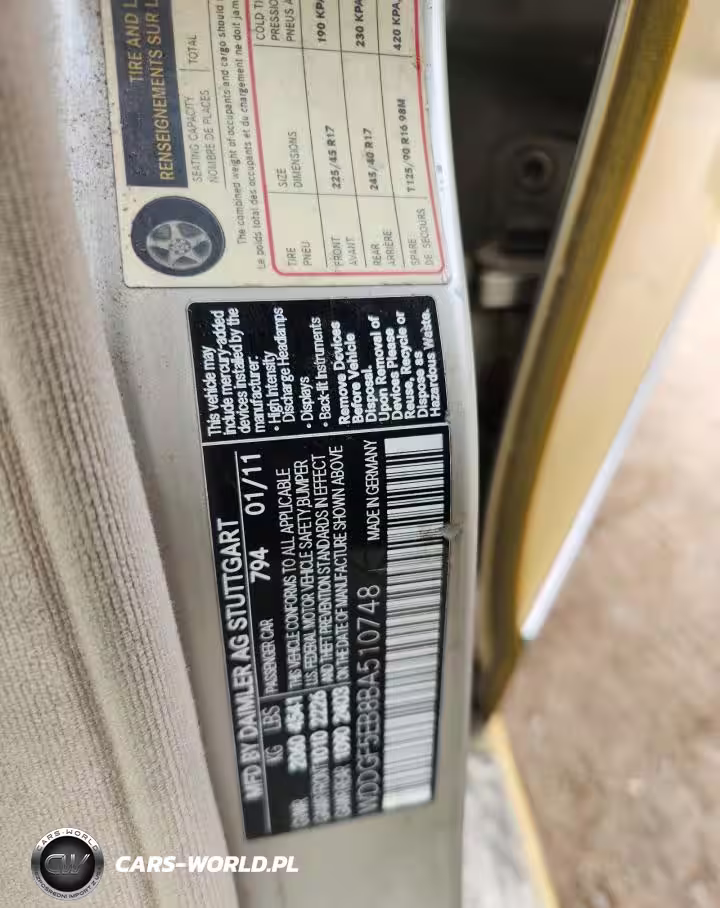 TIRE AND L
RENSEIGNEMENTS SUR L
SEATING CAPACITY
NOMBRE DE PLACES
TOTAL
The combined weight of occupants and cargo should
Le poids total des occupants et du chargement ne doit jam
TIRE
PNEU
SIZE
DIMENSIONS
COLD TI
PRESSIO
PNEUS A
FRONT
AVANT
225/45 R17
190 KPA
REAR
ARRIÈRE
245/40 R17
230 KPA
SPARE
DE SECOURS
T125/90 R16 98M
420 KPA,
This vehicle may
include mercury-added
devices installed by the
manufacturer:
• High Intensity
Discharge Headlamps
• Displays
• Back-lit Instruments
Remove Devices
Before Vehicle
Disposal.
Upon Removal of
Devices Please
Reuse, Recycle or
Dispose as
Hazardous Waste.
MFD BY DAIMLER AG STUTTGART
KG LBS PASSENGER CAR 794 01/11
GVWR 2060 4541
GAWR FRONT 1010 2226
GAWR REAR 1090 2403
THIS VEHICLE CONFORMS TO ALL APPLICABLE
U.S. FEDERAL MOTOR VEHICLE SAFETY, BUMPER,
AND THEFT PREVENTION STANDARDS IN EFFECT
ON THE DATE OF MANUFACTURE SHOWN ABOVE
MADE IN GERMANY
WDDGF5EB8BA510748
CARS-WORLD
CW
CARS-WORLD.PL